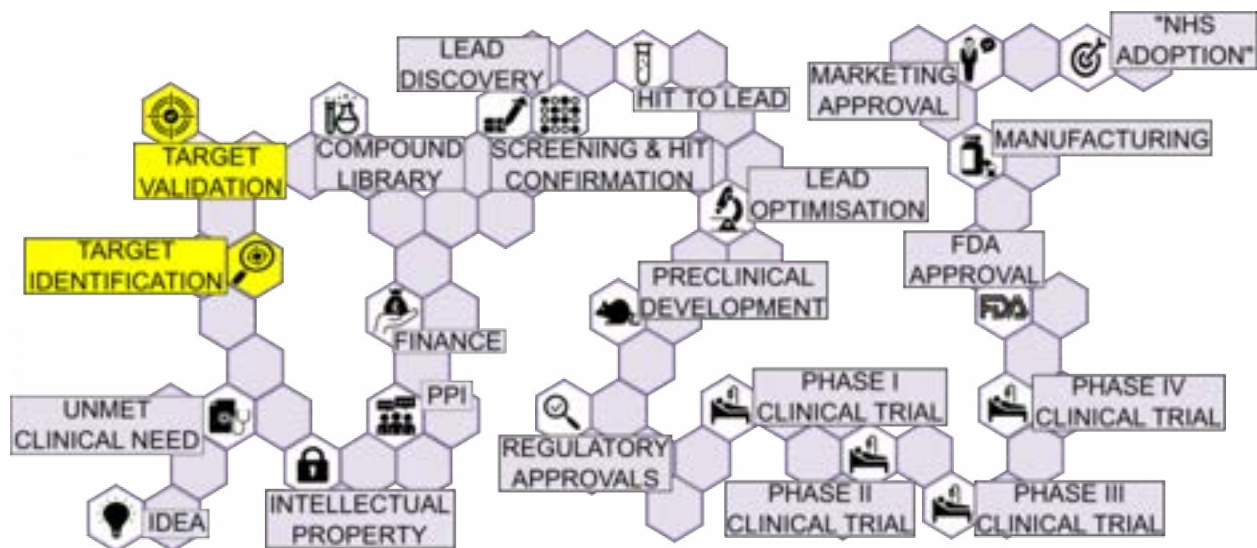 "NHS
ADOPTION"
LEAD
DISCOVERY
MARKETING
APPROVAL
HIT TO LEAD
TARGET
VALIDATION
COMPOUND
LIBRARY
SCREENING & HIT
CONFIRMATION
MANUFACTURING
LEAD
OPTIMISATION
TARGET
IDENTIFICATION
FDA
APPROVAL
PRECLINICAL
DEVELOPMENT
FDA
FINANCE
PPI
PHASE I
CLINICAL TRIAL
PHASE IV
CLINICAL TRIAL
UNMET
CLINICAL NEED
REGULATORY
APPROVALS
INTELLECTUAL
PROPERTY
PHASE II
CLINICAL TRIAL
PHASE III
CLINICAL TRIAL
IDEA